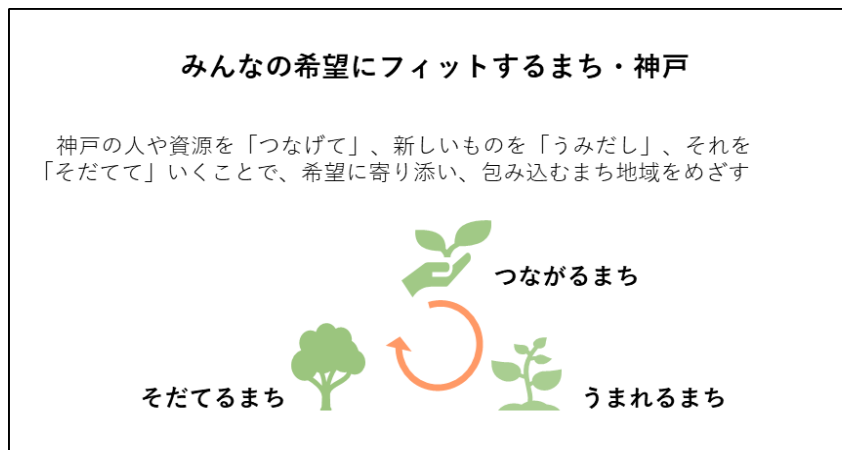 みんなの希望にフィットするまち・神戸
神戸の人や資源を「つなげて」、新しいものを「うみだし」、それを
「そだてて」いくことで、希望に寄り添い、包み込むまち地域をめざす
つながるまち
そだてるまち
うまれるまち